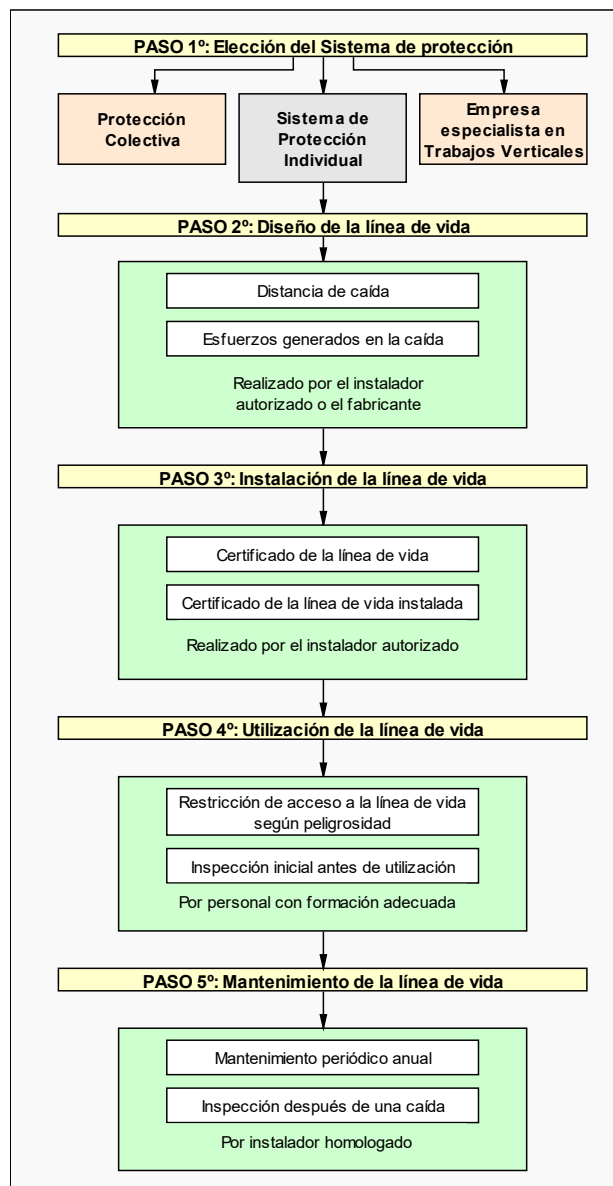 PASO 1º: Elección del Sistema de protección
Protección
Colectiva
Sistema de
Protección
Individual
Empresa
especialista en
Trabajos Verticales
PASO 2º: Diseño de la línea de vida
Distancia de caída
Esfuerzos generados en la caída
Realizado por el instalador
autorizado o el fabricante
PASO 3º: Instalación de la línea de vida
Certificado de la línea de vida
Certificado de la línea de vida instalada
Realizado por el instalador autorizado
PASO 4º: Utilización de la línea de vida
Restricción de acceso a la línea de vida
según peligrosidad
Inspección inicial antes de utilización
Por personal con formación adecuada
PASO 5º: Mantenimiento de la línea de vida
Mantenimiento periódico anual
Inspección después de una caída
Por instalador homologado